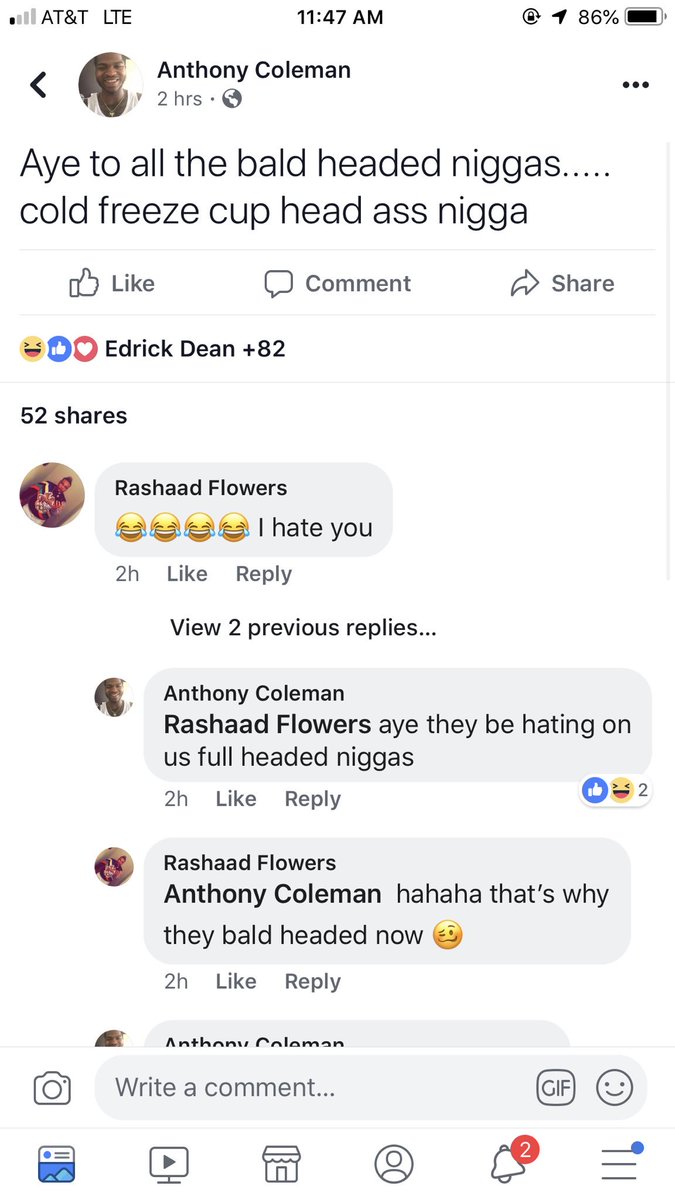 AT&T LTE 11:47 AM 86%
Anthony Coleman
2 hrs ·
Aye to all the bald headed niggas.....
cold freeze cup head ass nigga
Like Comment Share
Edrick Dean +82
52 shares
Rashaad Flowers
😂😂😂😂 I hate you
2h Like Reply
View 2 previous replies...
Anthony Coleman
Rashaad Flowers aye they be hating on
us full headed niggas
2h Like Reply 2
Rashaad Flowers
Anthony Coleman hahaha that's why
they bald headed now 🥴
2h Like Reply
Anthony Coleman
Write a comment... GIF
2